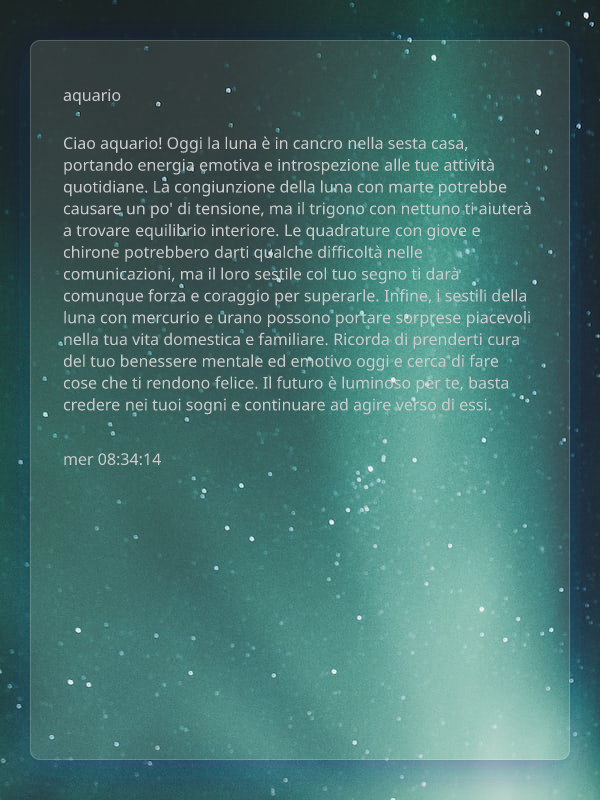 aquario
Ciao aquario! Oggi la luna è in cancro nella sesta casa,
portando energia emotiva e introspezione alle tue attività
quotidiane. La congiunzione della luna con marte potrebbe
causare un po' di tensione, ma il trigono con nettuno ti aiuterà
a trovare equilibrio interiore. Le quadrature con giove e
chirone potrebbero darti qualche difficoltà nelle
comunicazioni, ma il loro sestile col tuo segno ti darà
comunque forza e coraggio per superarle. Infine, i sestili della
luna con mercurio e urano possono portare sorprese piacevoli
nella tua vita domestica e familiare. Ricorda di prenderti cura
del tuo benessere mentale ed emotivo oggi e cerca di fare
cose che ti rendono felice. Il futuro è luminoso per te, basta
credere nei tuoi sogni e continuare ad agire verso di essi.
mer 08:34:14